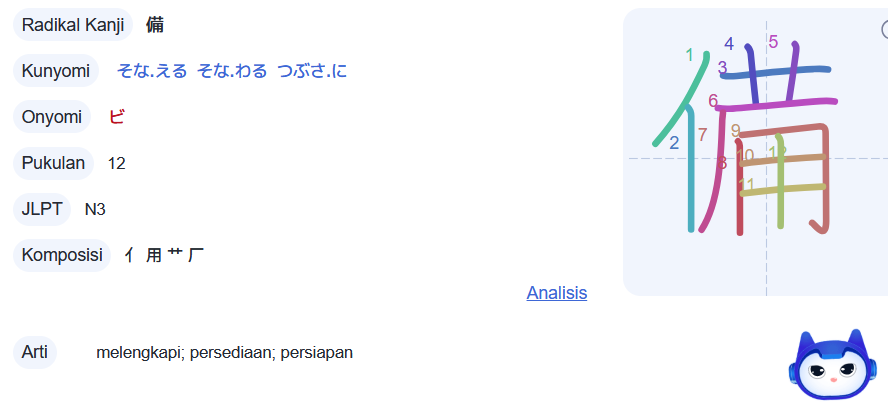 Radikal Kanji 備
Kunyomi そな.える そな.わる つぶさ.に
Onyomi ビ
Pukulan 12
JLPT N3
Komposisi 亻 用 艹 厂
Analisis
Arti melengkapi; persediaan; persiapan
1
4
5
3
6
2
7
9
8
10
12
11